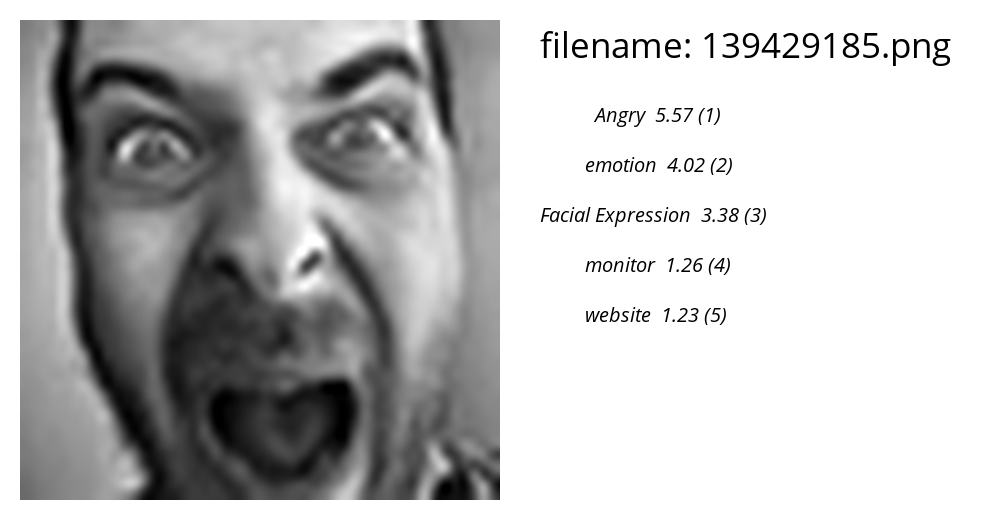 filename: 139429185.png
Angry 5.57 (1)
emotion 4.02 (2)
Facial Expression 3.38 (3)
monitor 1.26 (4)
website 1.23 (5)